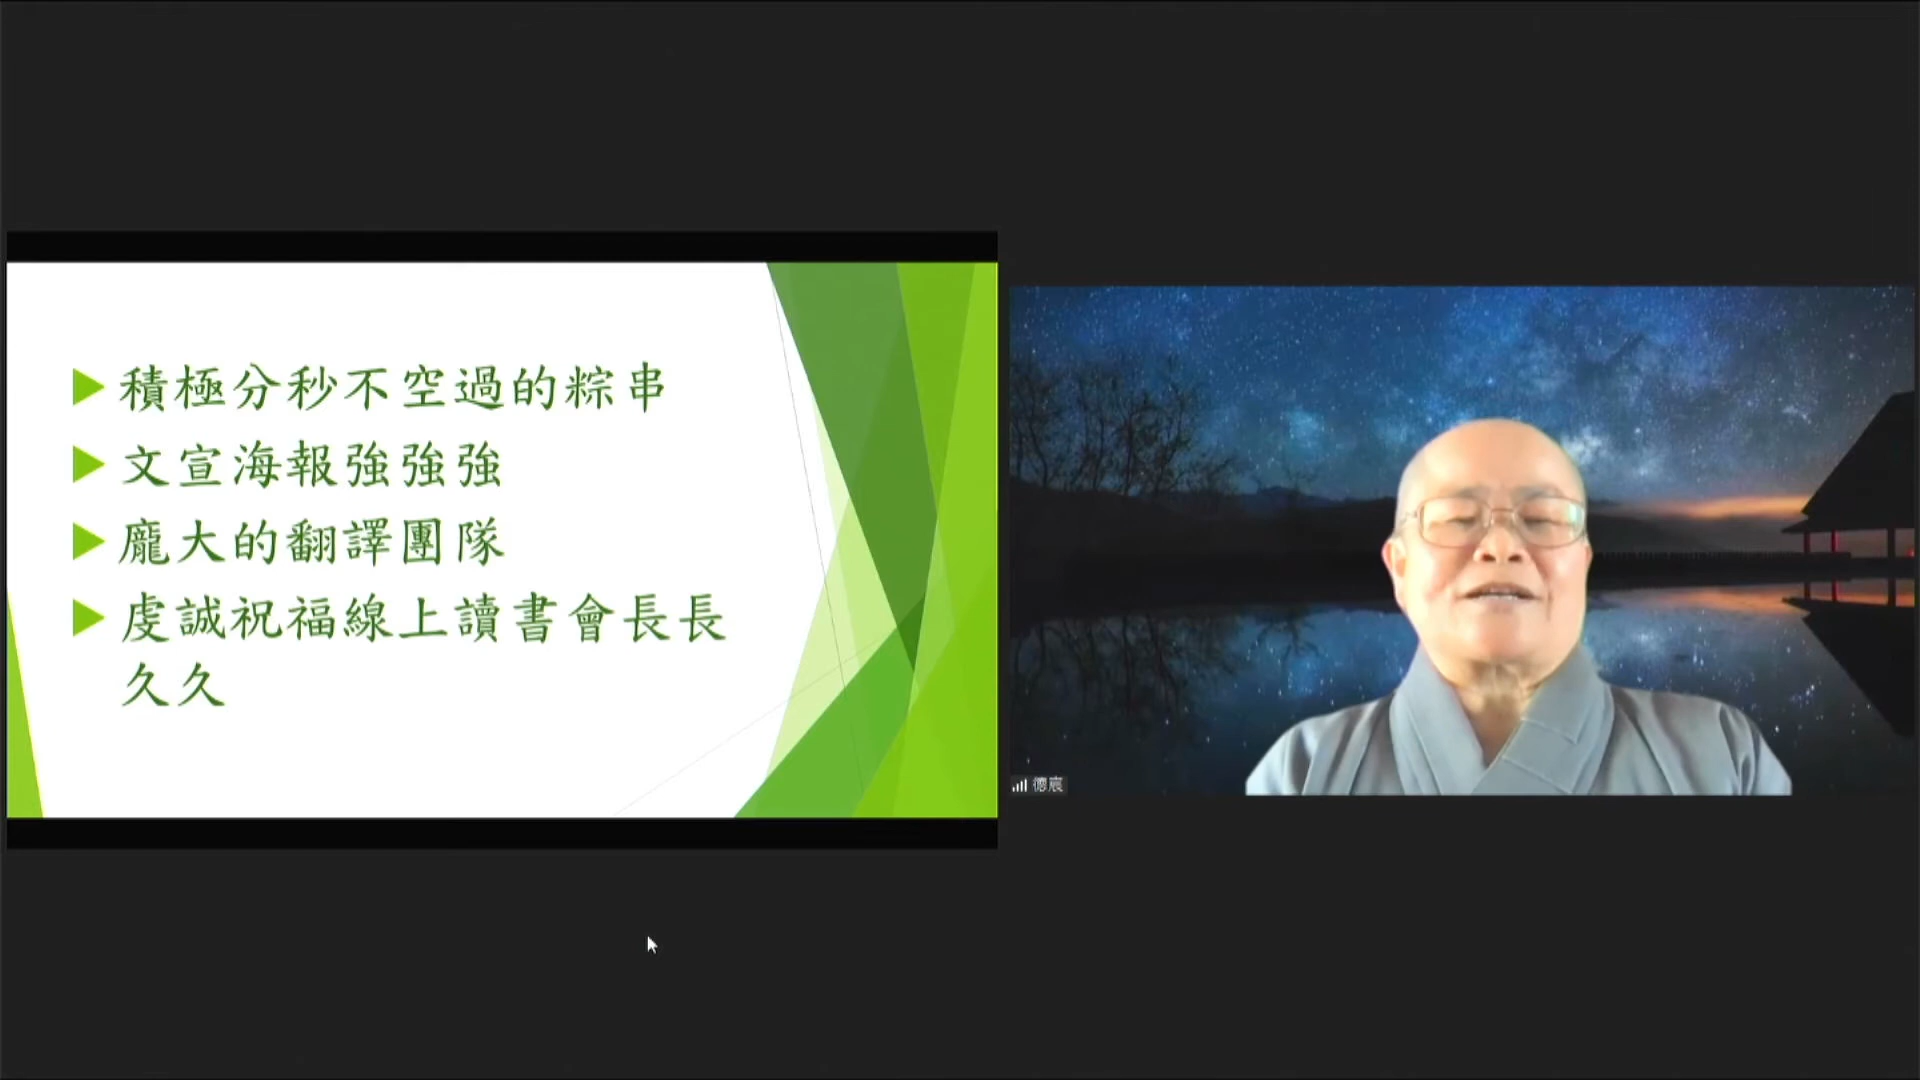 積極分秒不空過的粽串
文宣海報強強強
龐大的翻譯團隊
虔誠祝福線上讀書會長長
久久
德宸